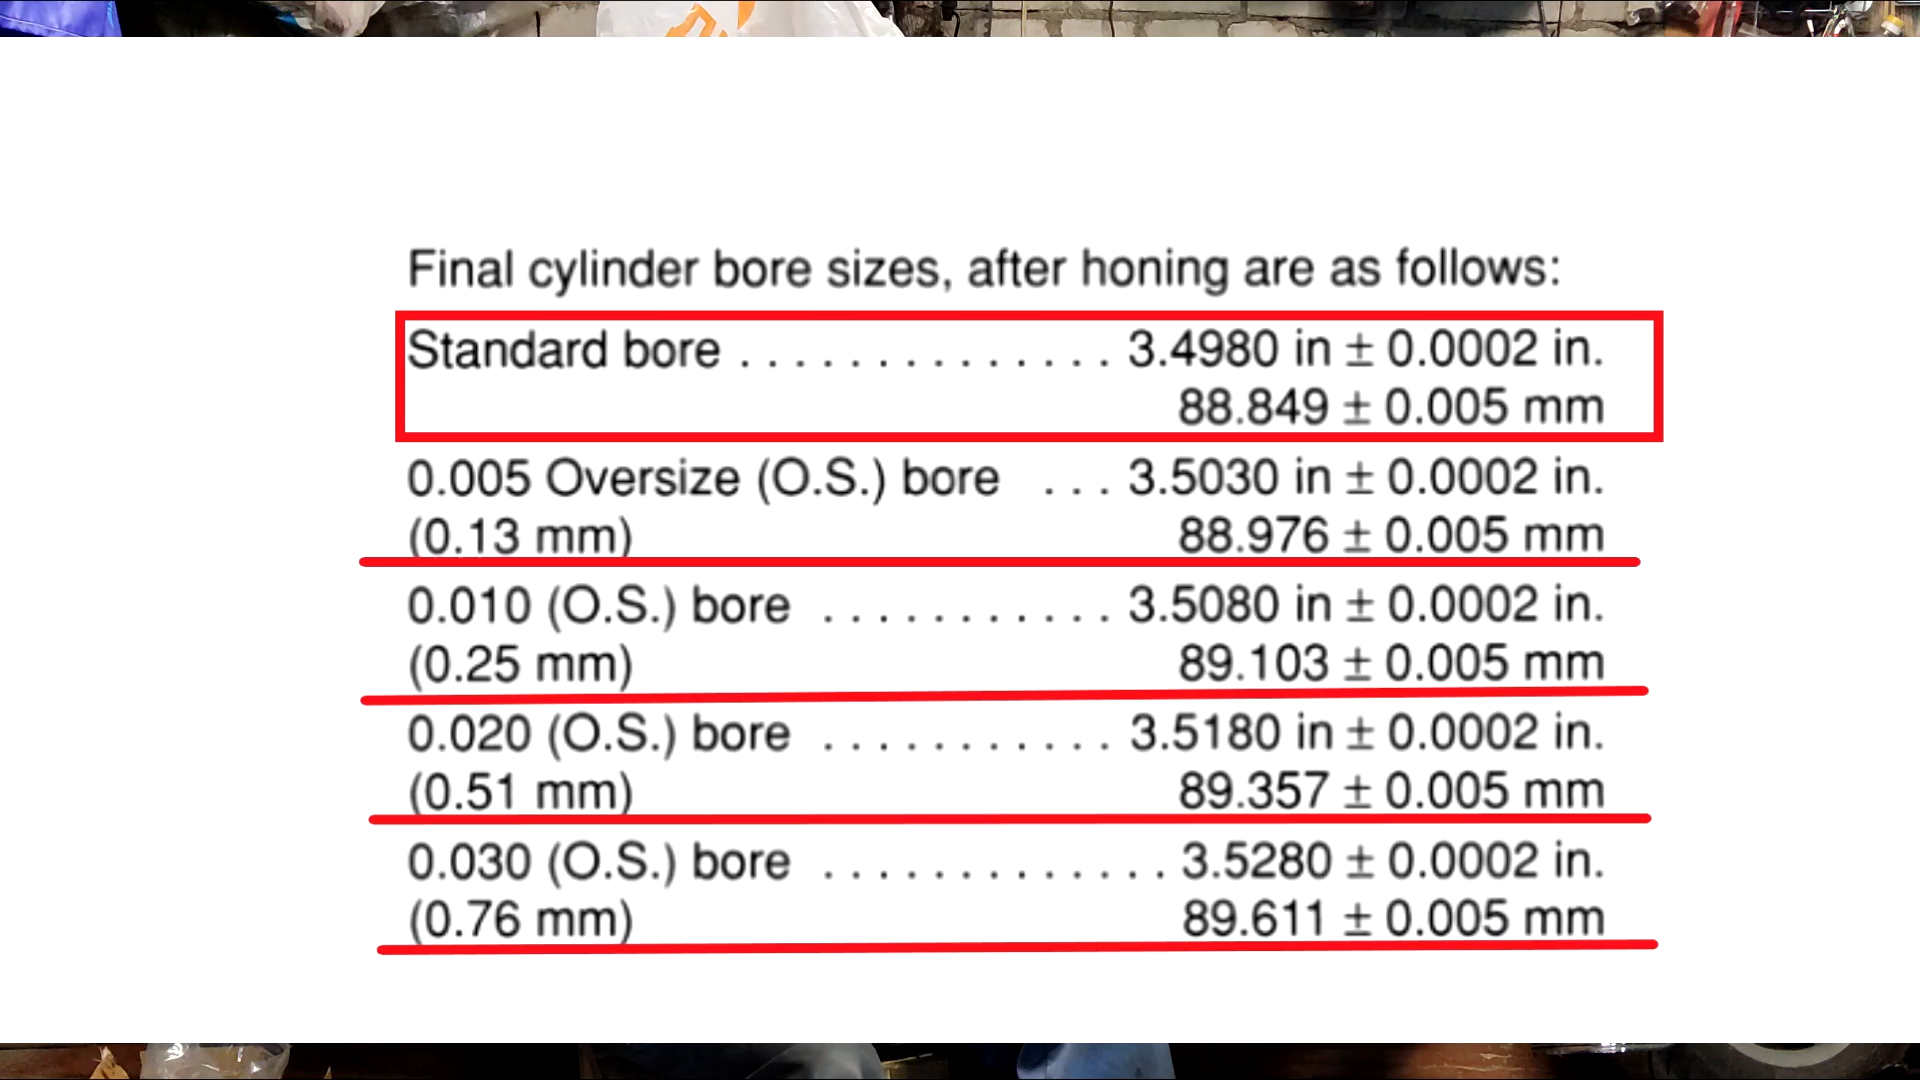 Final cylinder bore sizes, after honing are as follows:
Standard bore . . . . . . . . . . . . . . 3.4980 in ± 0.0002 in.
88.849 ± 0.005 mm
0.005 Oversize (O.S.) bore . . . 3.5030 in ± 0.0002 in.
(0.13 mm) 88.976 ± 0.005 mm
0.010 (O.S.) bore . . . . . . . . . . . 3.5080 in ± 0.0002 in.
(0.25 mm) 89.103 ± 0.005 mm
0.020 (O.S.) bore . . . . . . . . . . . 3.5180 in ± 0.0002 in.
(0.51 mm) 89.357 ± 0.005 mm
0.030 (O.S.) bore . . . . . . . . . . . . . 3.5280 ± 0.0002 in.
(0.76 mm) 89.611 ± 0.005 mm